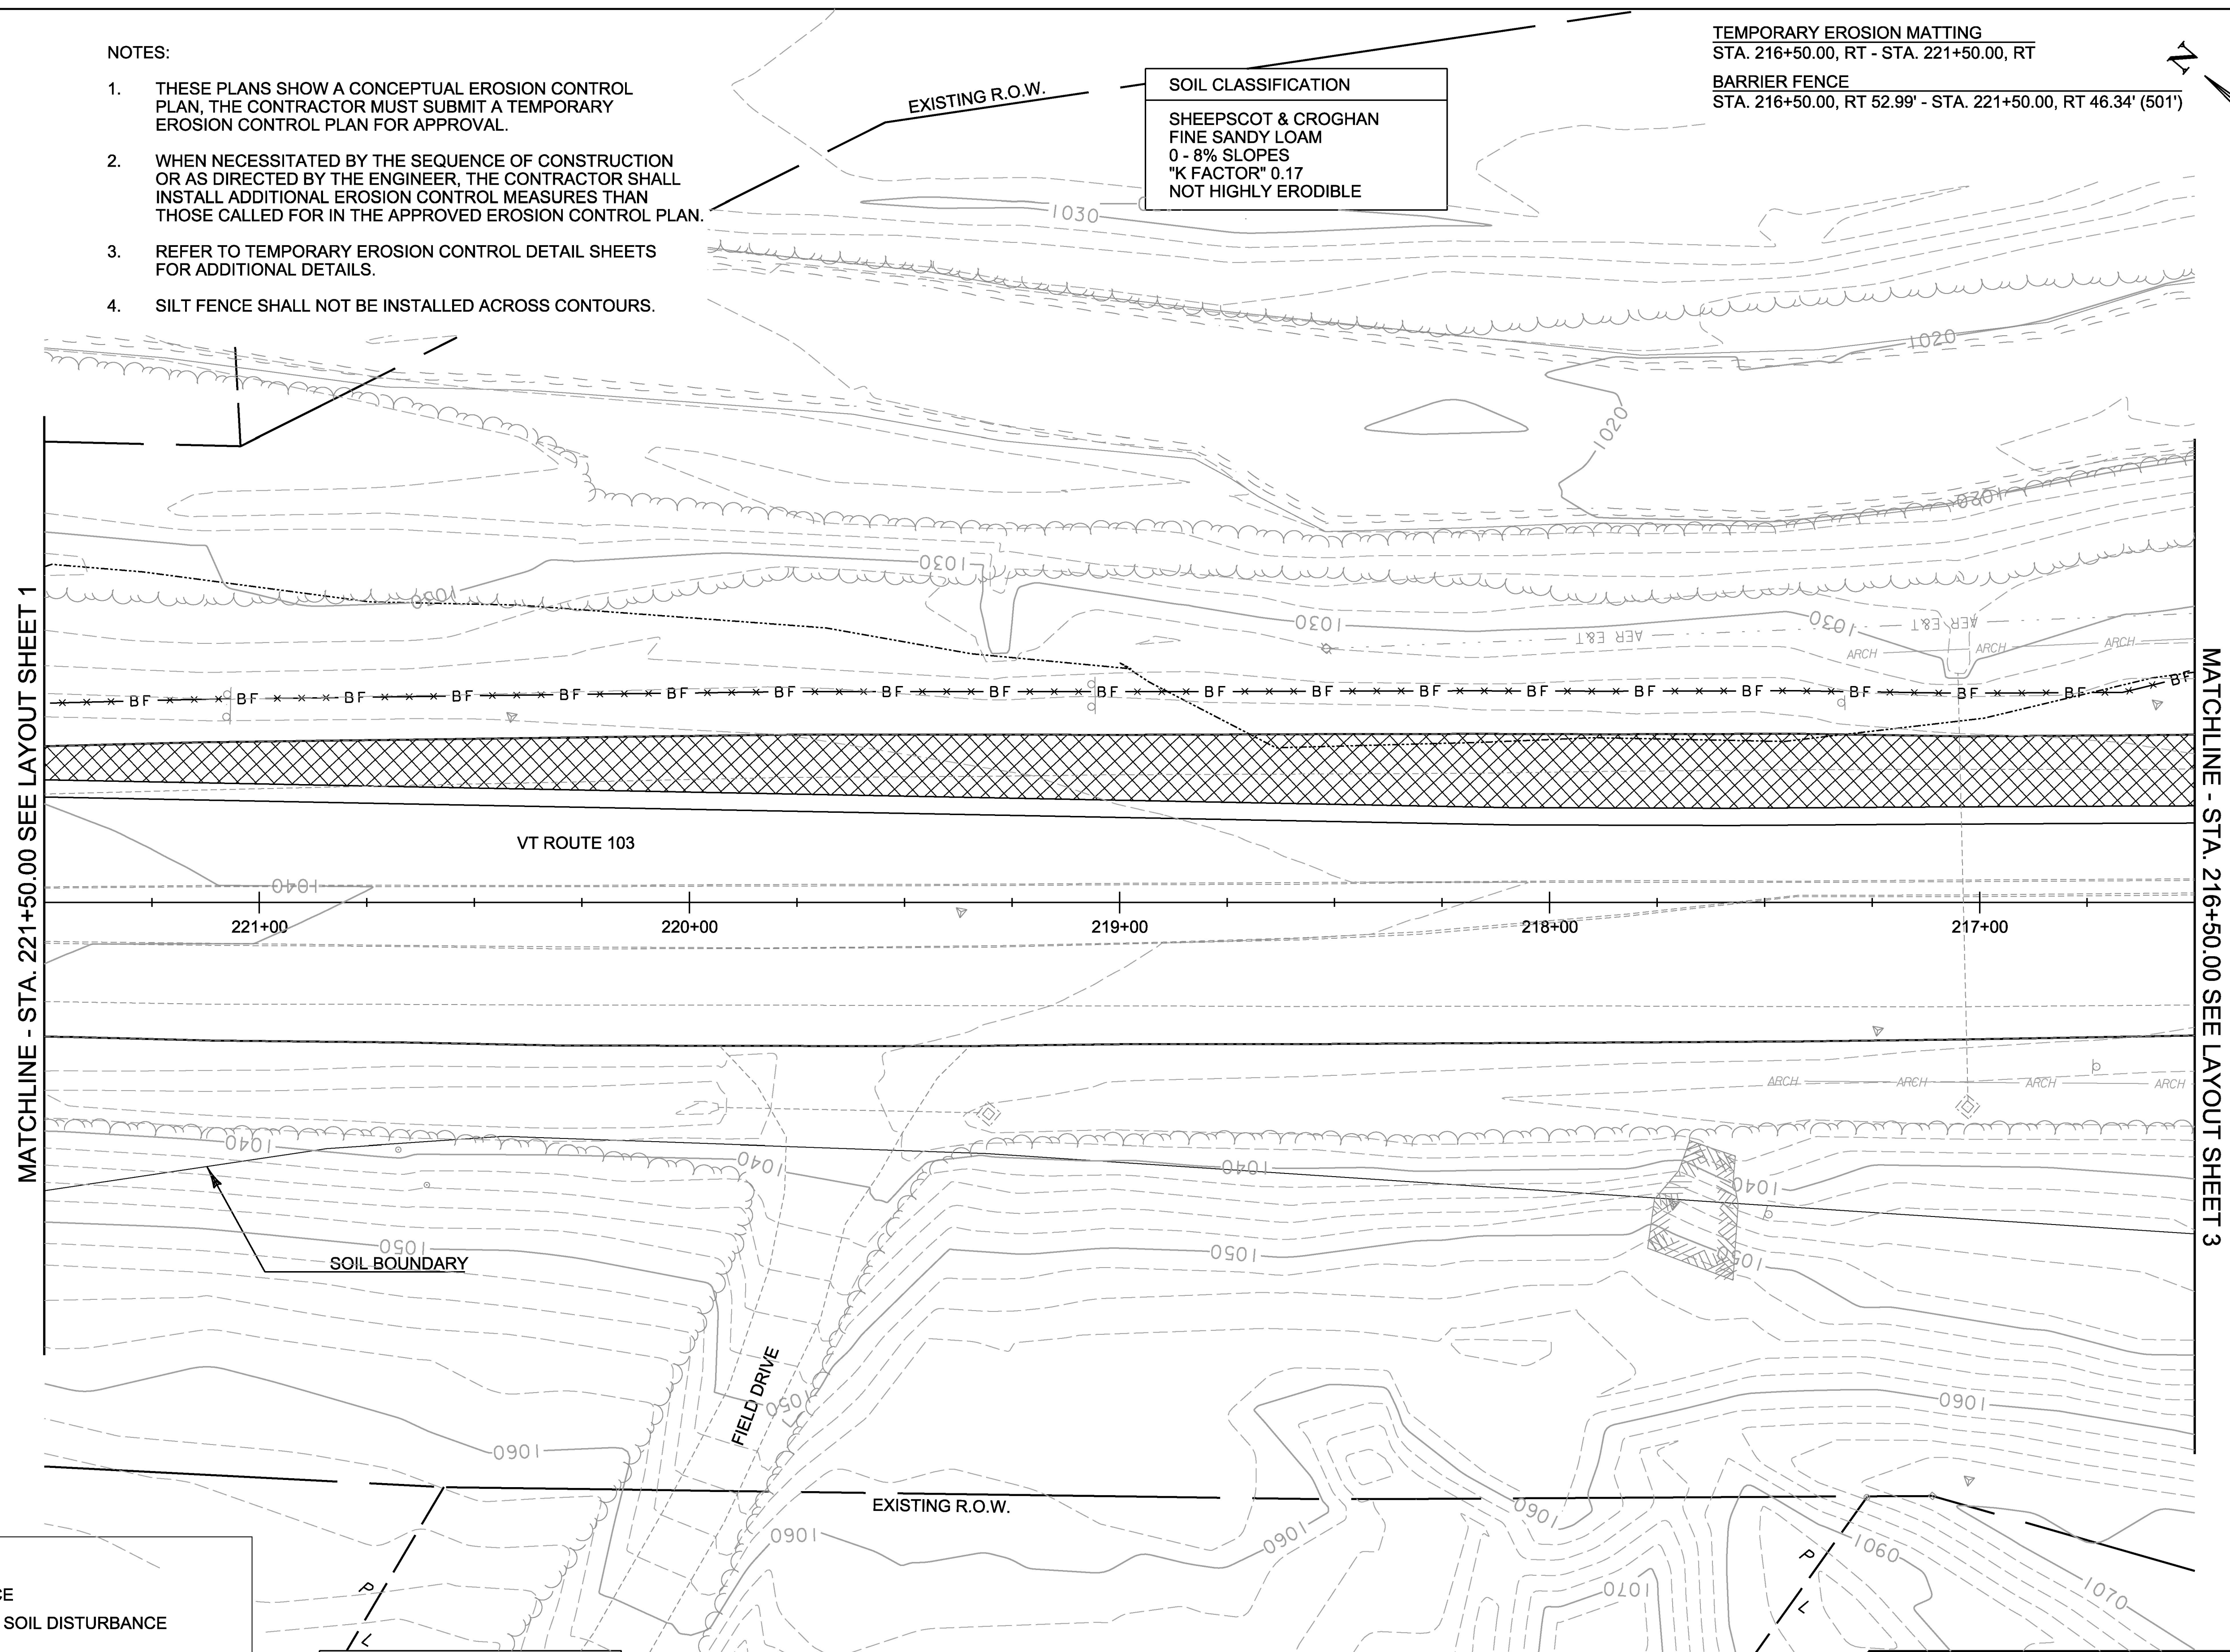 NOTES:
1. THESE PLANS SHOW A CONCEPTUAL EROSION CONTROL
PLAN, THE CONTRACTOR MUST SUBMIT A TEMPORARY
EROSION CONTROL PLAN FOR APPROVAL.
2. WHEN NECESSITATED BY THE SEQUENCE OF CONSTRUCTION
OR AS DIRECTED BY THE ENGINEER, THE CONTRACTOR SHALL
INSTALL ADDITIONAL EROSION CONTROL MEASURES THAN
THOSE CALLED FOR IN THE APPROVED EROSION CONTROL PLAN.
3. REFER TO TEMPORARY EROSION CONTROL DETAIL SHEETS
FOR ADDITIONAL DETAILS.
4. SILT FENCE SHALL NOT BE INSTALLED ACROSS CONTOURS.
EXISTING R.O.W.
SOIL CLASSIFICATION
SHEEPSCOT & CROGHAN
FINE SANDY LOAM
0 - 8% SLOPES
"K FACTOR" 0.17
NOT HIGHLY ERODIBLE
TEMPORARY EROSION MATTING
STA. 216+50.00, RT - STA. 221+50.00, RT
BARRIER FENCE
STA. 216+50.00, RT 52.99' - STA. 221+50.00, RT 46.34' (501')
N
1030
1020
1020
1020
1030
1030
1030
1030
AER E&T
AER E&T
ARCH ARCH ARCH
BF BF BF BF BF BF BF BF BF BF BF BF BF BF BF BF BF BF BF BF
MATCHLINE - STA. 221+50.00 SEE LAYOUT SHEET 1
MATCHLINE - STA. 216+50.00 SEE LAYOUT SHEET 3
VT ROUTE 103
1040
221+00 220+00 219+00 218+00 217+00
ARCH ARCH ARCH ARCH
1040 1040 1040 1040
SOIL BOUNDARY
1050 1050 1050
FIELD DRIVE
1050
1060 1060
EXISTING R.O.W.
1060 1060 1060 1060
1070 1070
P L
P L
CE
SOIL DISTURBANCE